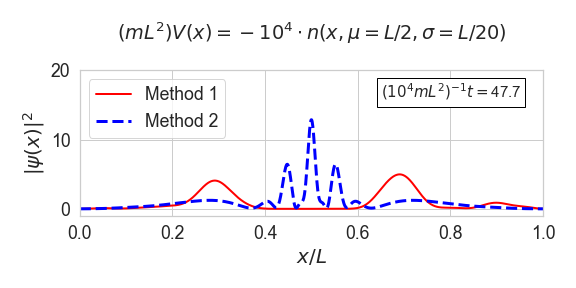 (mL²)V(x) = −10⁴ · n(x, μ = L/2, σ = L/20)
20
10
0
|ψ(x)|²
Method 1
Method 2
(10⁴mL²)⁻¹t = 47.7
0.0 0.2 0.4 0.6 0.8 1.0
x/L